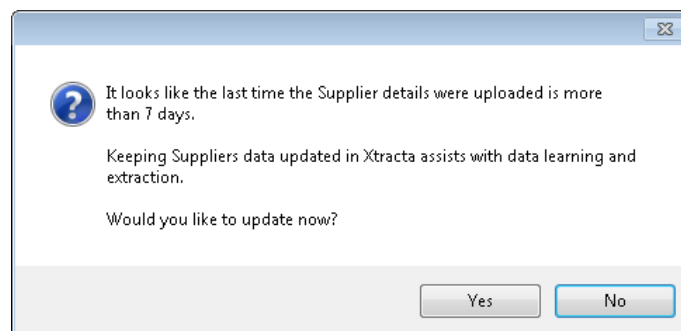 It looks like the last time the Supplier details were uploaded is more
than 7 days.
Keeping Suppliers data updated in Xtracta assists with data learning and
extraction.
Would you like to update now?
Yes No